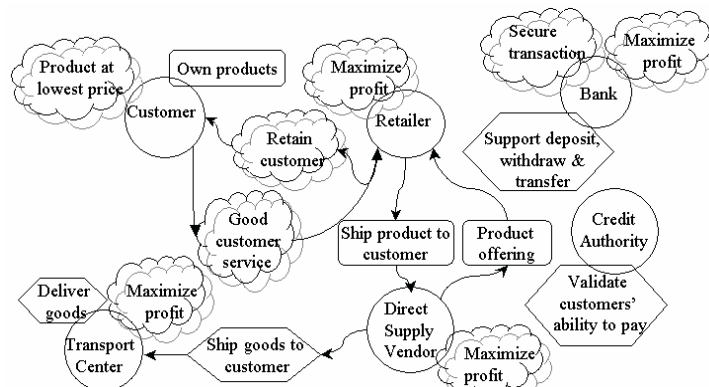 Product at
lowest price
Own products
Customer
Maximize
profit
Retailer
Retain
customer
Secure
transaction
Maximize
profit
Bank
Support deposit,
withdraw &
transfer
Good
customer
service
Ship product to
customer
Product
offering
Credit
Authority
Validate
customers'
ability to pay
Deliver
goods
Maximize
profit
Transport
Center
Ship goods to
customer
Direct
Supply
Vendor
Maximize
profit